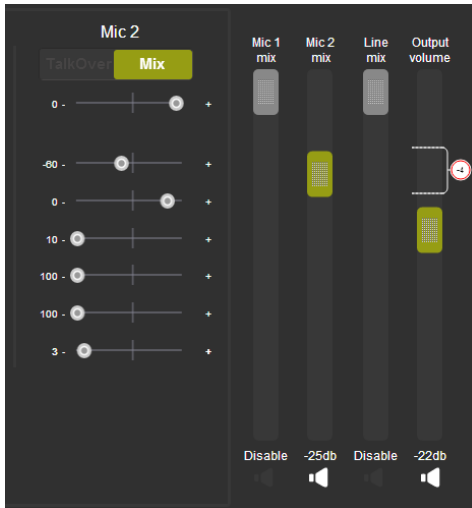 Mic 2
TalkOver Mix
0 - +
-60 - +
0 - +
10 - +
100 - +
100 - +
3 - +
Mic 1 mix
Mic 2 mix
Line mix
Output volume
-4
Disable -25db Disable -22db